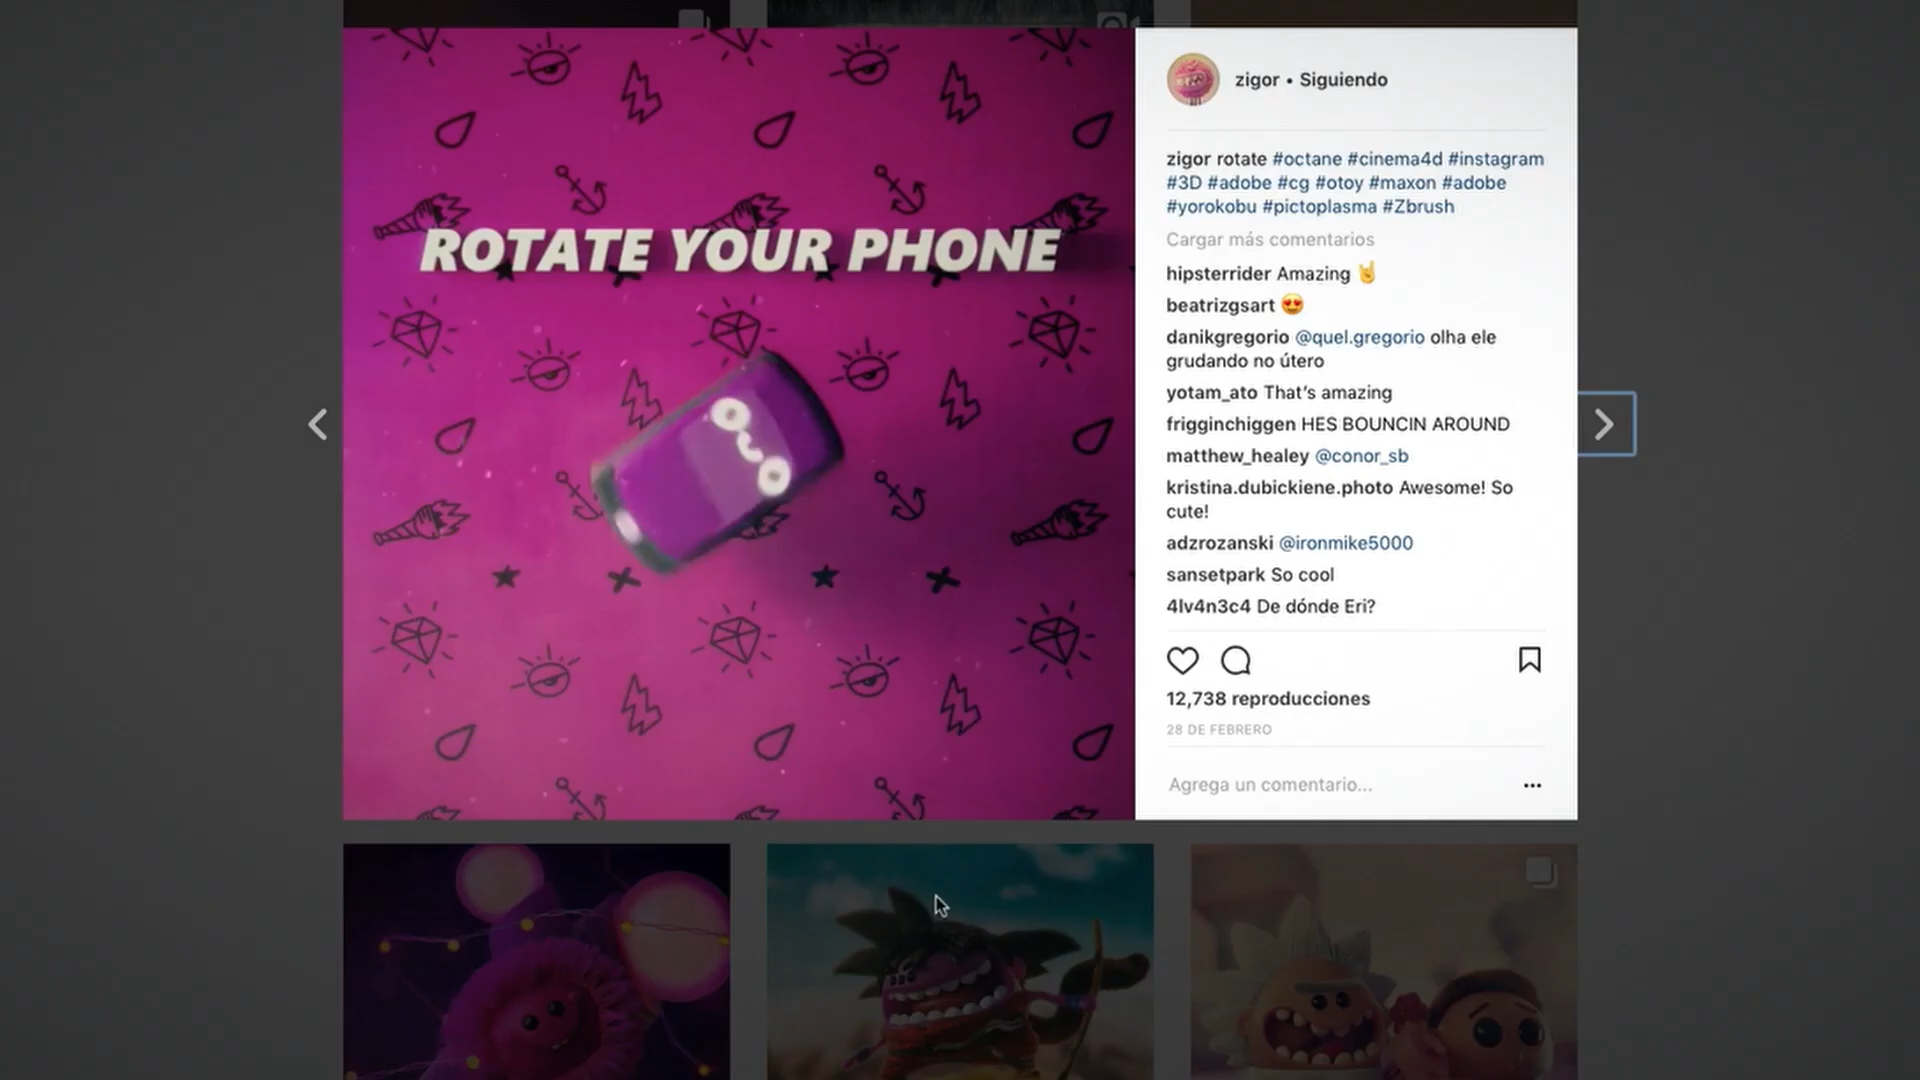 ROTATE YOUR PHONE
zigor • Siguiendo
zigor rotate #octane #cinema4d #instagram
#3D #adobe #cg #otoy #maxon #adobe
#yorokobu #pictoplasma #Zbrush
Cargar más comentarios
hipsterrider Amazing 🤘
beatrizgsart 😍
danikgregorio @quel.gregorio olha ele
grudando no útero
yotam_ato That’s amazing
frigginchiggen HES BOUNCIN AROUND
matthew_healey @conor_sb
kristina.dubickiene.photo Awesome! So
cute!
adzrozanski @ironmike5000
sansetpark So cool
4lv4n3c4 De dónde Eri?
12,738 reproducciones
28 DE FEBRERO
Agrega un comentario...